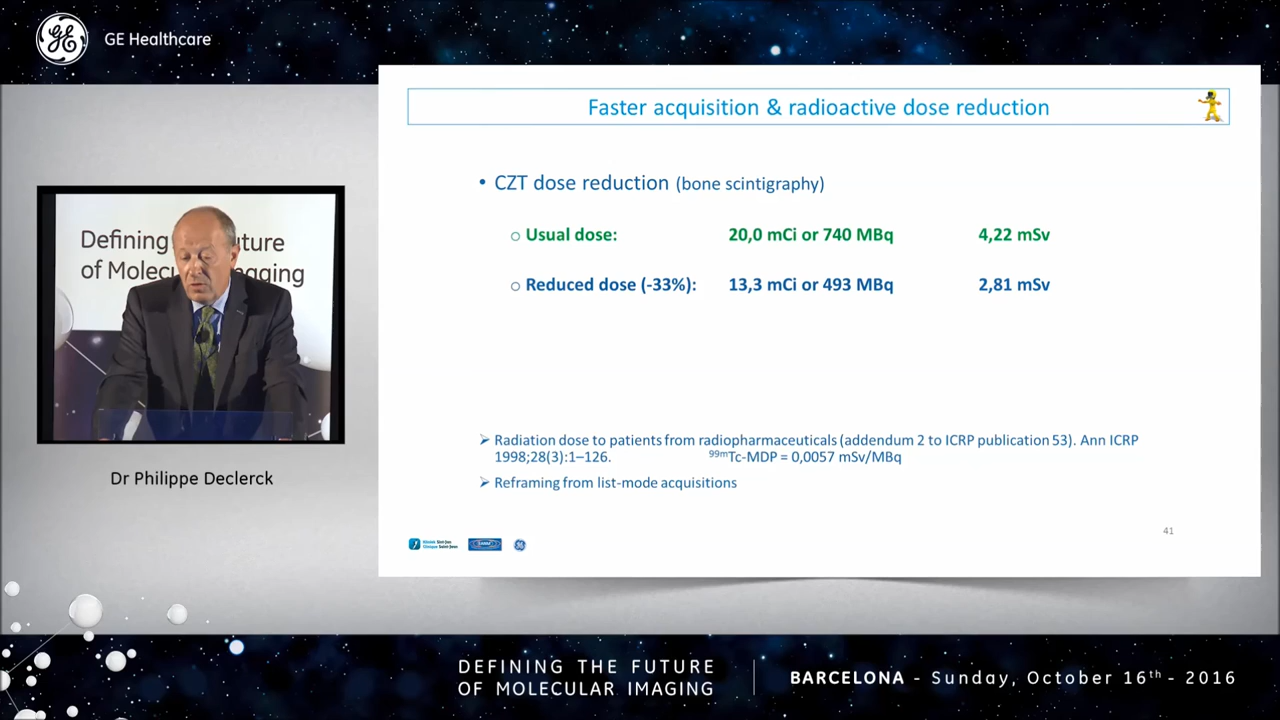 GE Healthcare
Faster acquisition & radioactive dose reduction
• CZT dose reduction (bone scintigraphy)
o Usual dose: 20,0 mCi or 740 MBq 4,22 mSv
o Reduced dose (-33%): 13,3 mCi or 493 MBq 2,81 mSv
Defining Future
of Molec aging
Dr Philippe Declerck
➢ Radiation dose to patients from radiopharmaceuticals (addendum 2 to ICRP publication 53). Ann ICRP
1998;28(3):1–126. 99mTc-MDP = 0,0057 mSv/MBq
➢ Reframing from list-mode acquisitions
41
DEFINING THE FUTURE
OF MOLECULAR IMAGING
BARCELONA - Sunday, October 16th - 2016